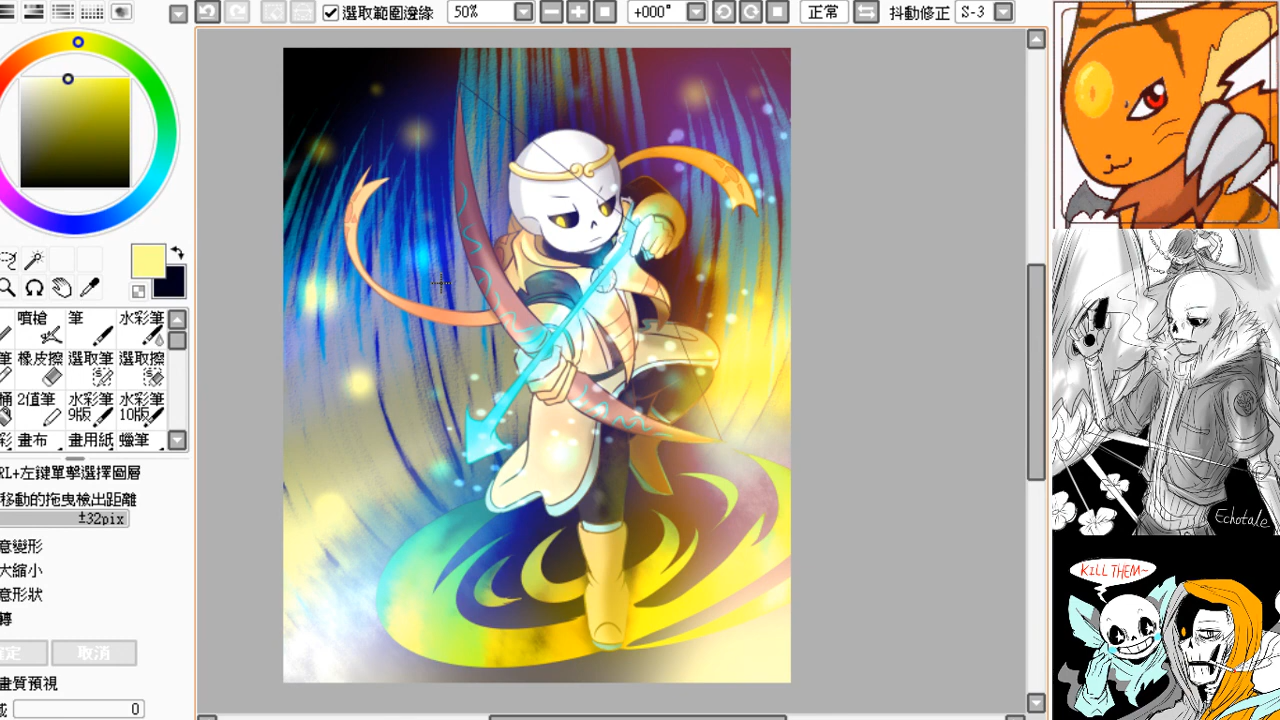 選取範圍邊緣 50% +000° 正常 抖動修正 S-3
噴槍 筆 水彩筆
筆 橡皮擦 選取筆 選取擦
桶 2值筆 水彩筆 9版 水彩筆 10版
彩 畫布 畫用紙 蠟筆
RL+左鍵單擊選擇圖層
移動的拖曳檢出距離
±32pix
意變形
大縮小
意形狀
轉
確定 取消
畫質預視
0
Echotale
KILL THEM~